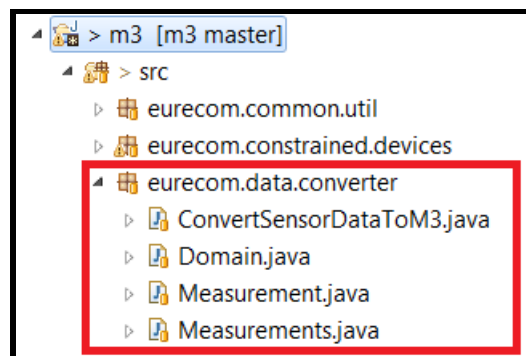 > m3 [m3 master]
> src
eurecom.common.util
eurecom.constrained.devices
eurecom.data.converter
ConvertSensorDataToM3.java
Domain.java
Measurement.java
Measurements.java